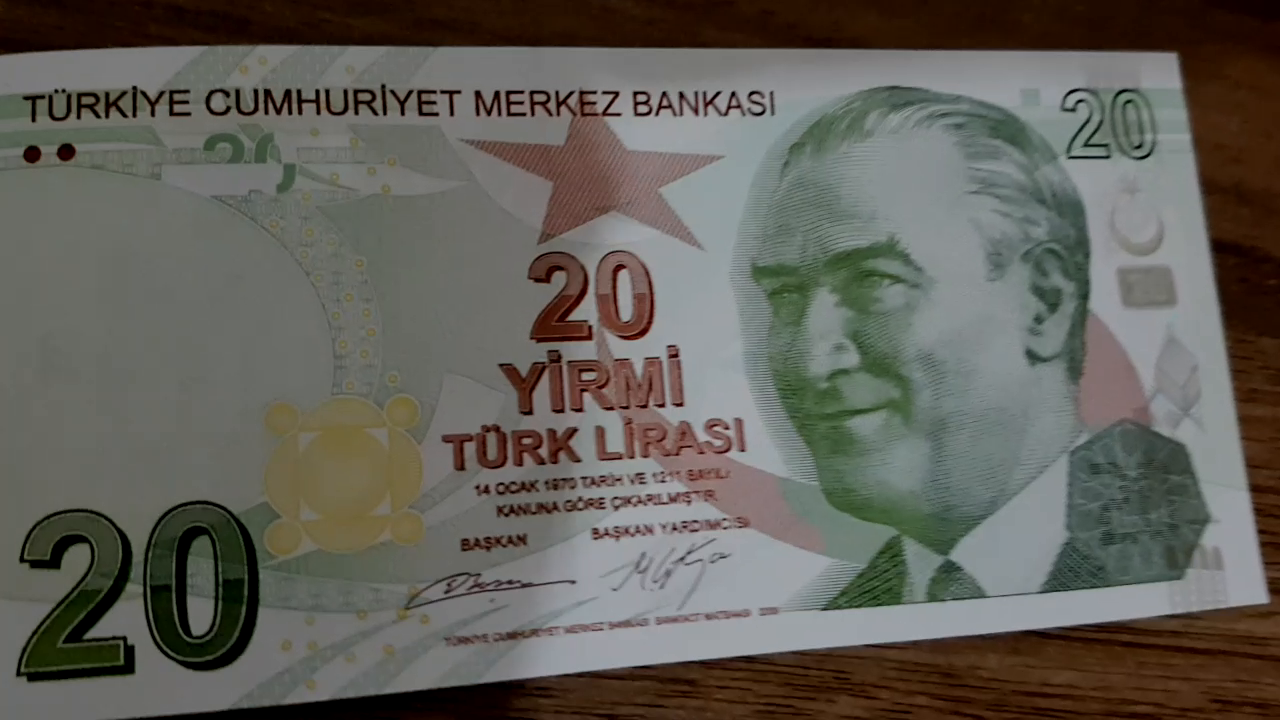 TÜRKİYE CUMHURİYET MERKEZ BANKASI
20
20
20
YİRMİ
TÜRK LİRASI
14 OCAK 1970 TARİH VE 1211 SAYILI
KANUNA GÖRE ÇIKARILMIŞTIR
BAŞKAN BAŞKAN YARDIMCISI
20
TÜRKİYE CUMHURİYET MERKEZ BANKASI BANKNOT MATBAASI